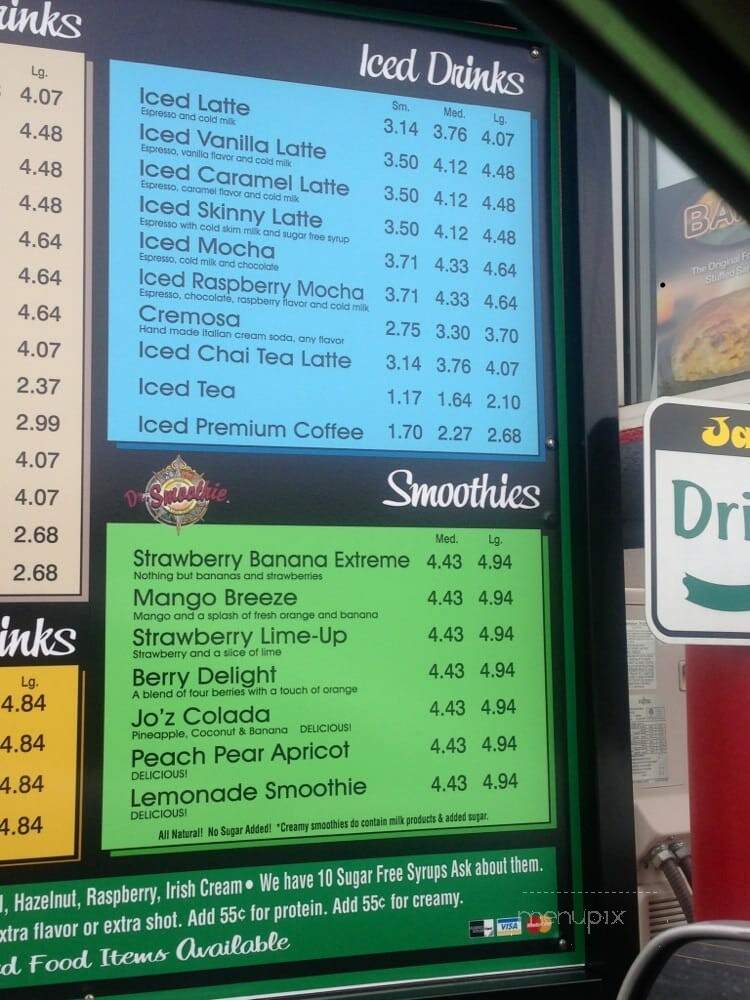 Iced Drinks
Lg.
4.07
4.48
4.48
4.48
4.64
4.64
4.64
4.07
2.37
2.99
4.07
4.07
2.68
2.68
Lg.
4.84
4.84
4.84
4.84
Sm. Med. Lg.
Iced Latte 3.14 3.76 4.07
Espresso and cold milk
Iced Vanilla Latte 3.50 4.12 4.48
Espresso, vanilla flavor and cold milk
Iced Caramel Latte 3.50 4.12 4.48
Espresso, caramel flavor and cold milk
Iced Skinny Latte 3.50 4.12 4.48
Espresso with cold skim milk and sugar free syrup
Iced Mocha 3.71 4.33 4.64
Espresso, cold milk and chocolate
Iced Raspberry Mocha 3.71 4.33 4.64
Espresso, chocolate, raspberry flavor and cold milk
Cremosa 2.75 3.30 3.70
Hand made Italian cream soda, any flavor
Iced Chai Tea Latte 3.14 3.76 4.07
Iced Tea 1.17 1.64 2.10
Iced Premium Coffee 1.70 2.27 2.68
Dr. Smoothie
Smoothies
Med. Lg.
Strawberry Banana Extreme 4.43 4.94
Nothing but bananas and strawberries
Mango Breeze 4.43 4.94
Mango and a splash of fresh orange and banana
Strawberry Lime-Up 4.43 4.94
Strawberry and a slice of lime
Berry Delight 4.43 4.94
A blend of four berries with a touch of orange
Jo'z Colada 4.43 4.94
Pineapple, Coconut & Banana DELICIOUS!
Peach Pear Apricot 4.43 4.94
DELICIOUS!
Lemonade Smoothie 4.43 4.94
DELICIOUS!
All Natural! No Sugar Added! *Creamy smoothies do contain milk products & added sugar.
, Hazelnut, Raspberry, Irish Cream • We have 10 Sugar Free Syrups Ask about them.
xtra flavor or extra shot. Add 55¢ for protein. Add 55¢ for creamy.
d Food Items Available
VISA
menupix
The Original
Stuffed